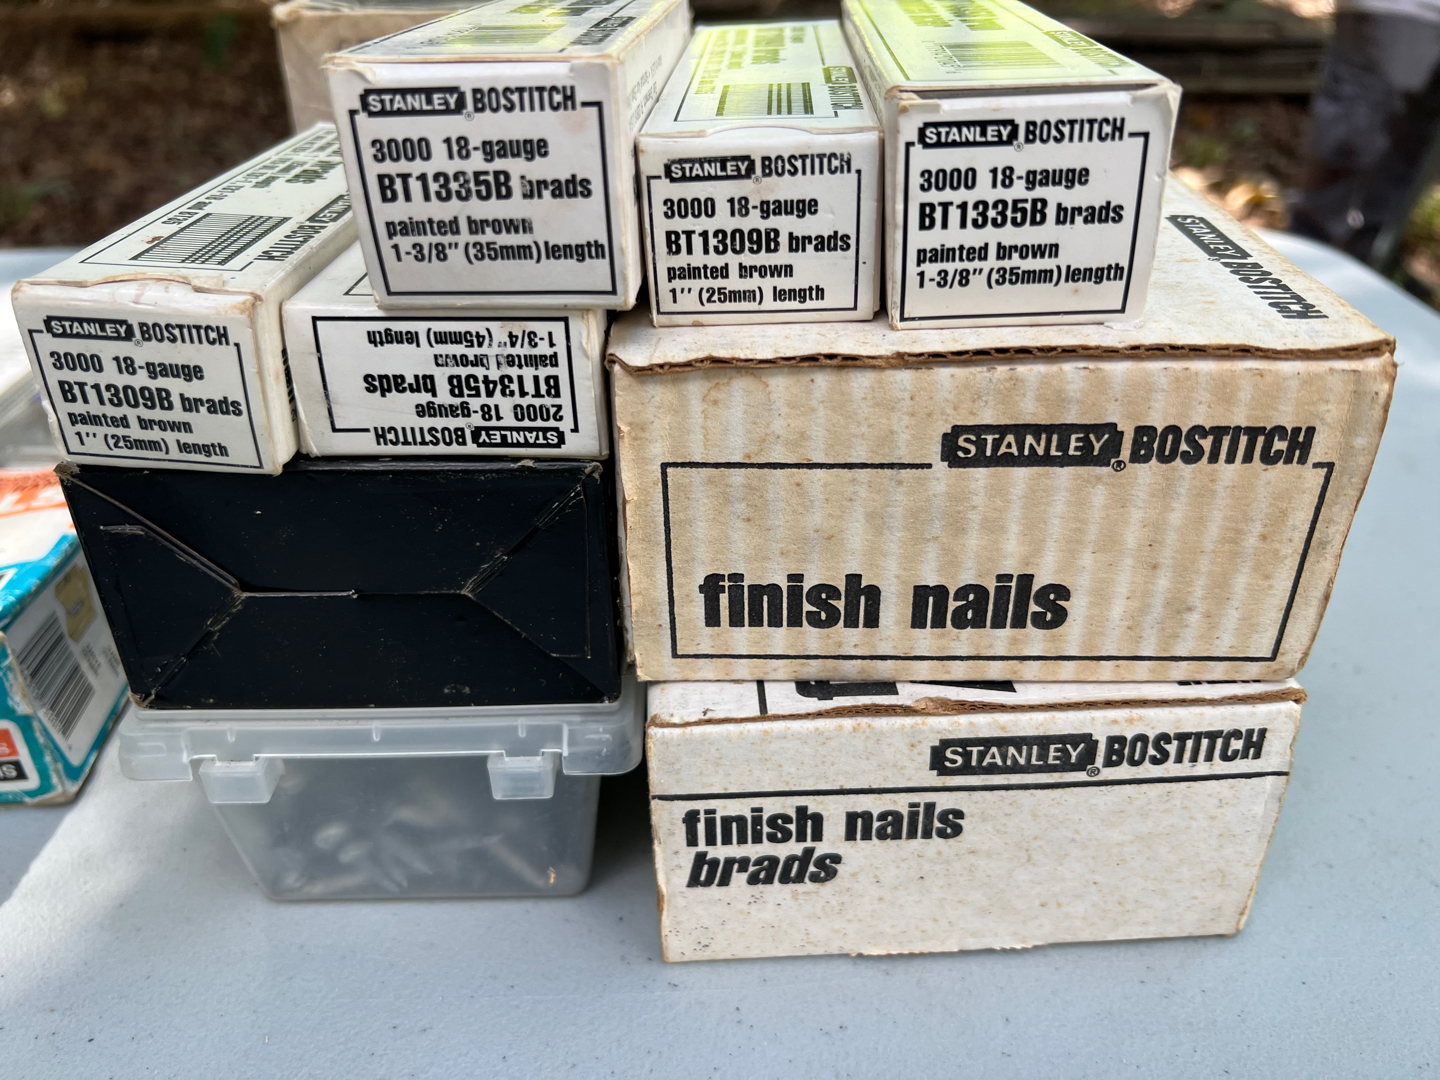 STANLEY® BOSTITCH
3000 18-gauge
BT1335B brads
painted brown
1-3/8" (35mm) length
STANLEY® BOSTITCH
3000 18-gauge
BT1309B brads
painted brown
1'' (25mm) length
STANLEY® BOSTITCH
3000 18-gauge
BT1335B brads
painted brown
1-3/8" (35mm) length
STANLEY® BOSTITCH
3000 18-gauge
BT1309B brads
painted brown
1'' (25mm) length
STANLEY® BOSTITCH
2000 18-gauge
BT1345B brads
painted brown
1-3/4" (45mm) length
STANLEY BOSTITCH
STANLEY® BOSTITCH
finish nails
STANLEY® BOSTITCH
finish nails
brads
BOSTITCH